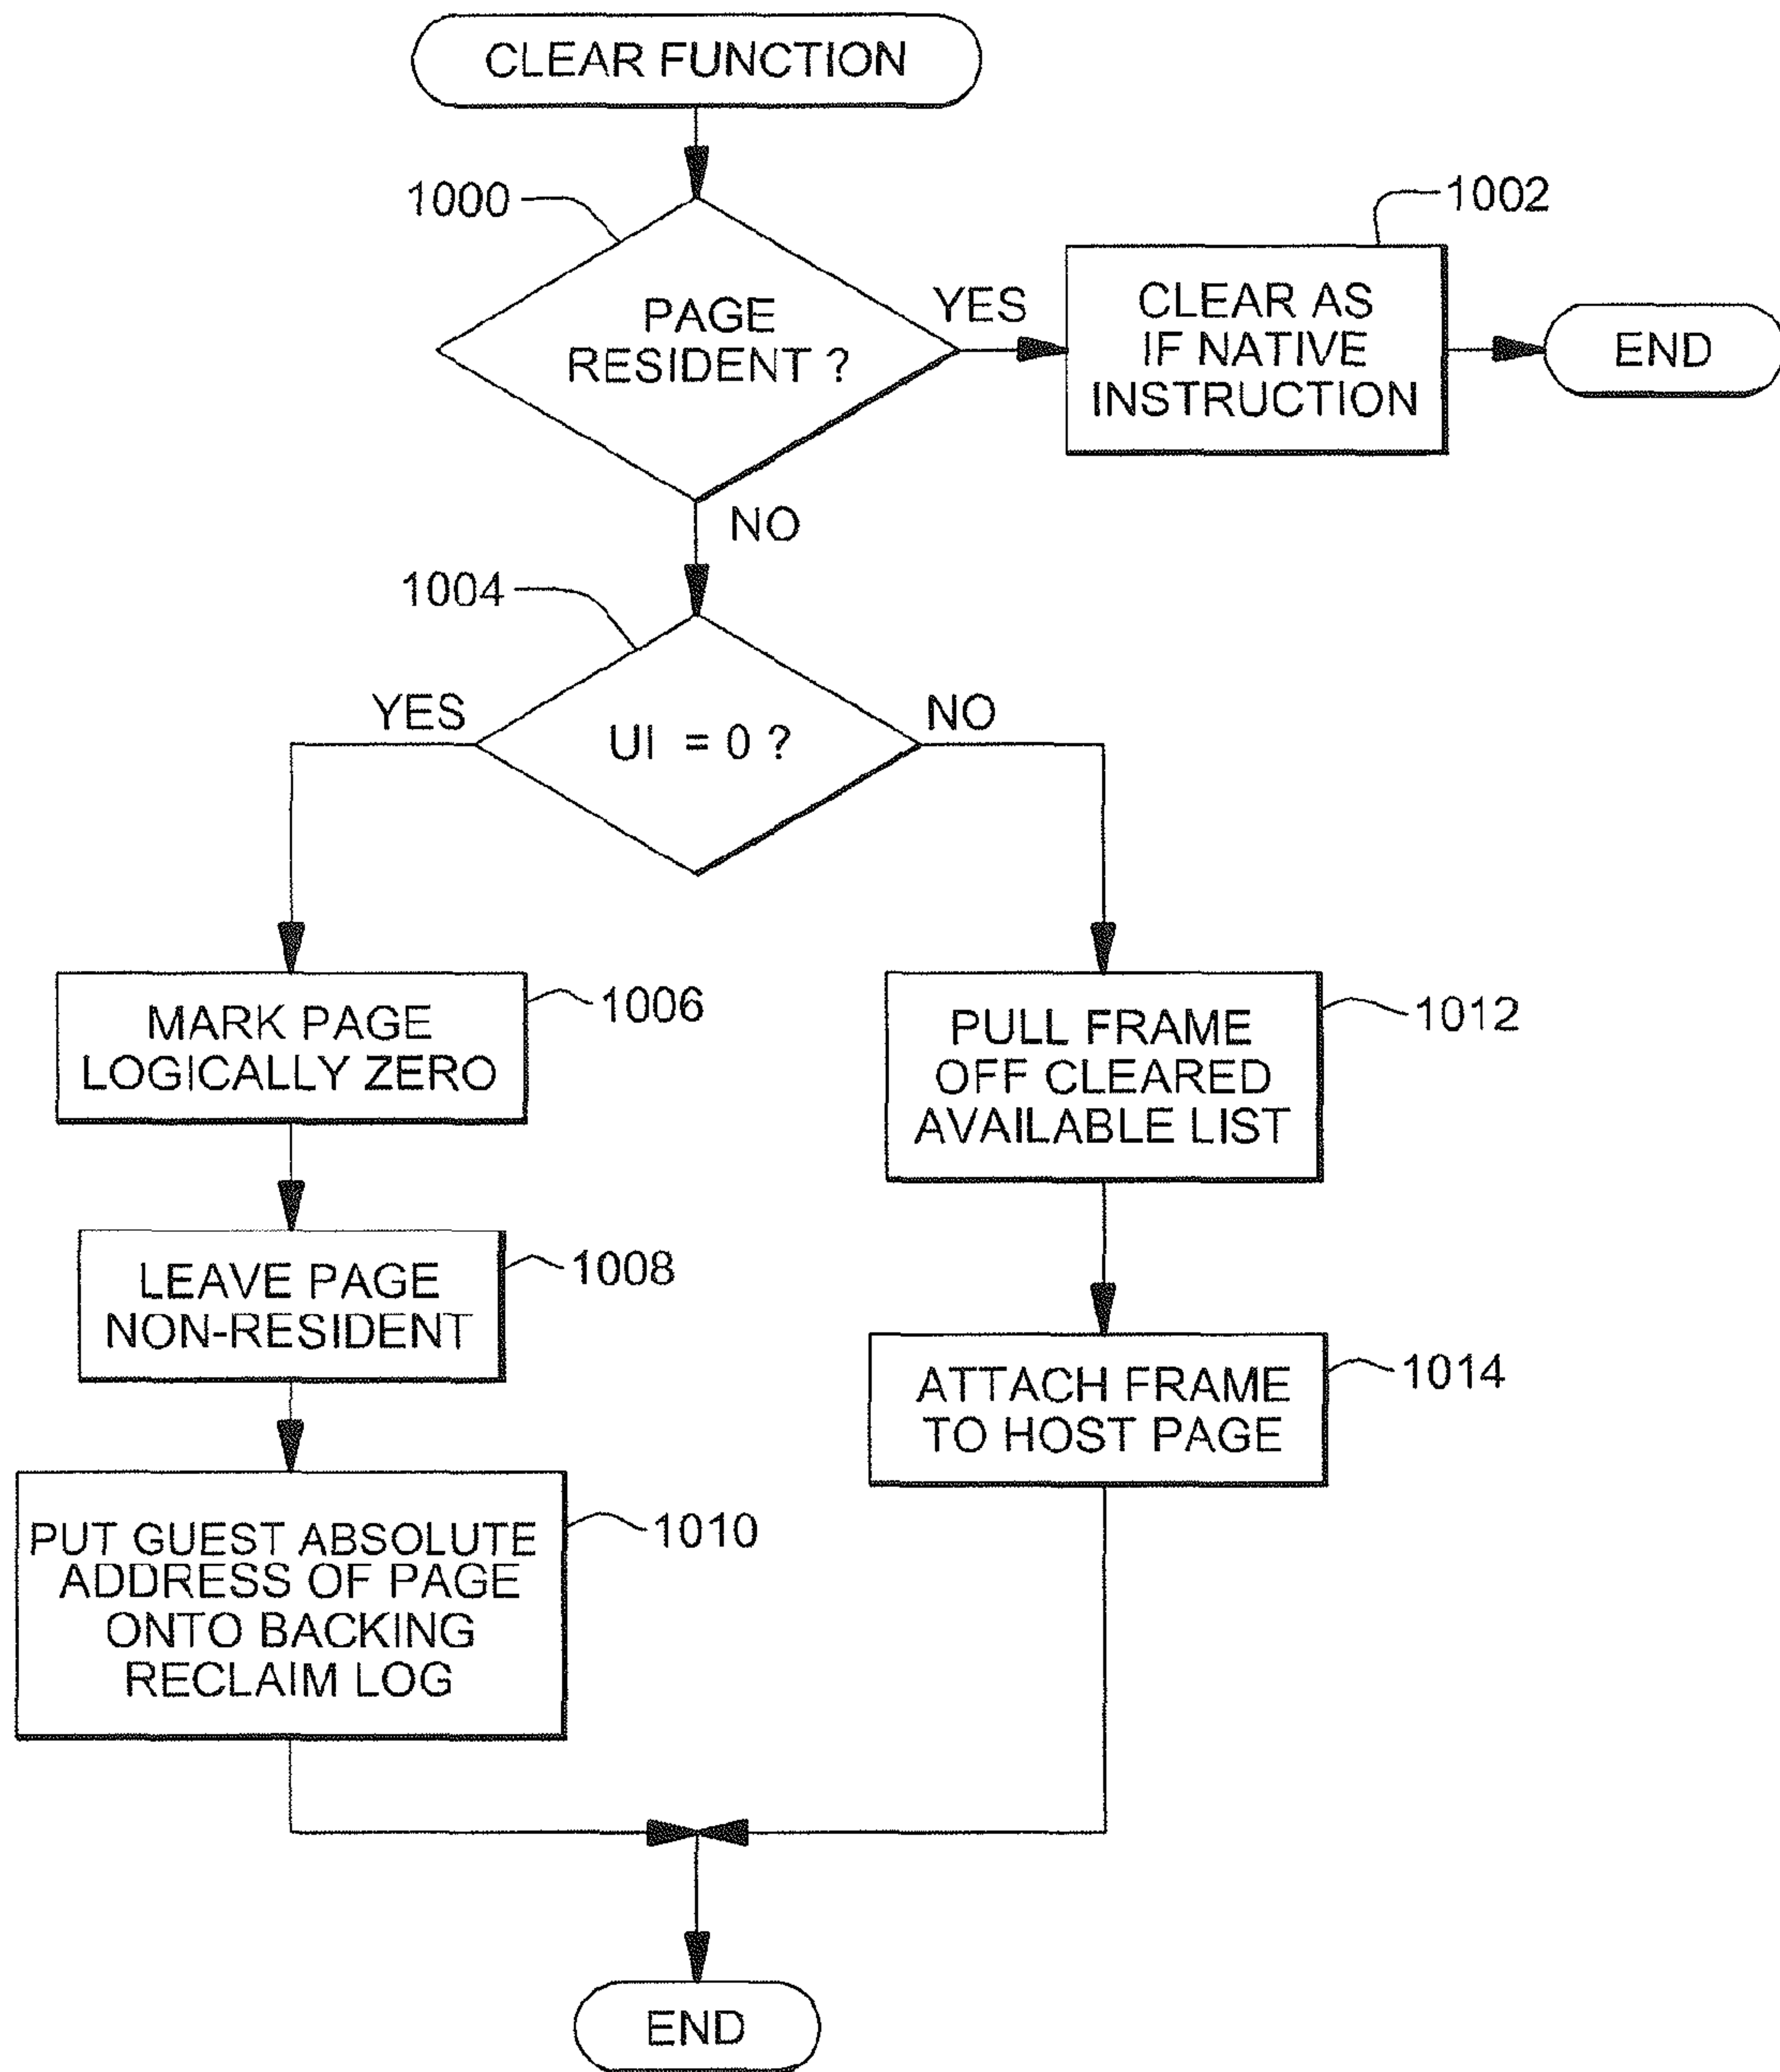 CLEAR FUNCTION
1000
1002
PAGE
RESIDENT ?
YES
CLEAR AS
IF NATIVE
INSTRUCTION
END
NO
1004
YES
UI = 0 ?
NO
MARK PAGE
LOGICALLY ZERO
1006
PULL FRAME
OFF CLEARED
AVAILABLE LIST
1012
LEAVE PAGE
NON-RESIDENT
1008
ATTACH FRAME
TO HOST PAGE
1014
PUT GUEST ABSOLUTE
ADDRESS OF PAGE
ONTO BACKING
RECLAIM LOG
1010
END